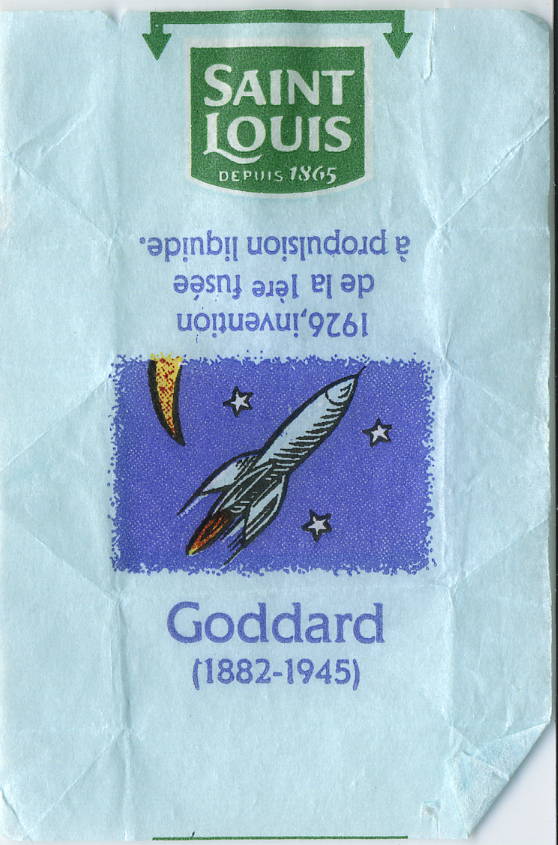 SAINT
LOUIS
DEPUIS 1865
1926,invention
de la 1ère fusée
à propulsion liquide.
Goddard
(1882-1945)